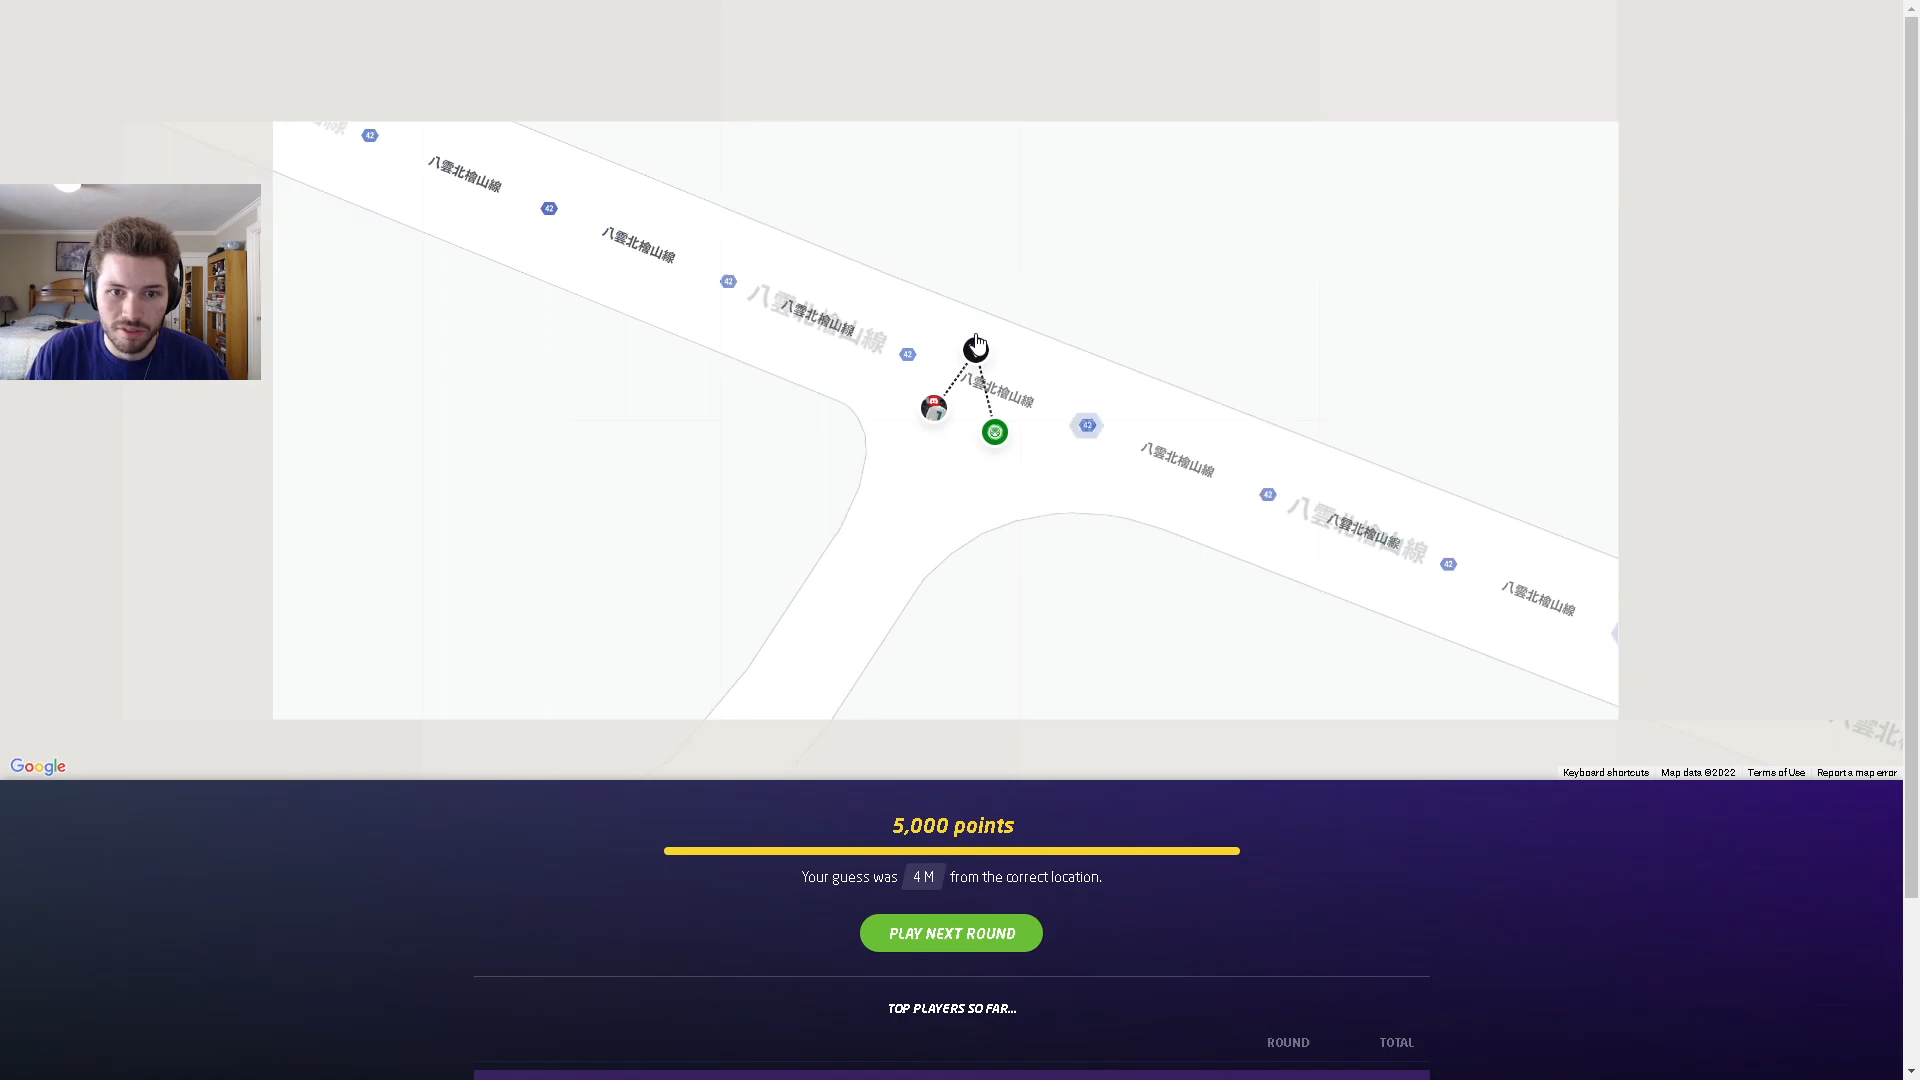 42
八雲北檜山線
42
八雲北檜山線
42
八雲北檜山線
八雲北檜山線
42
八雲北檜山線
42
八雲北檜山線
42
八雲北檜山線
八雲北檜山線
42
八雲北檜山線
八雲北
Google
Keyboard shortcuts
Map data ©2022
Terms of Use
Report a map error
5,000 points
Your guess was 4 M from the correct location.
PLAY NEXT ROUND
TOP PLAYERS SO FAR...
ROUND TOTAL